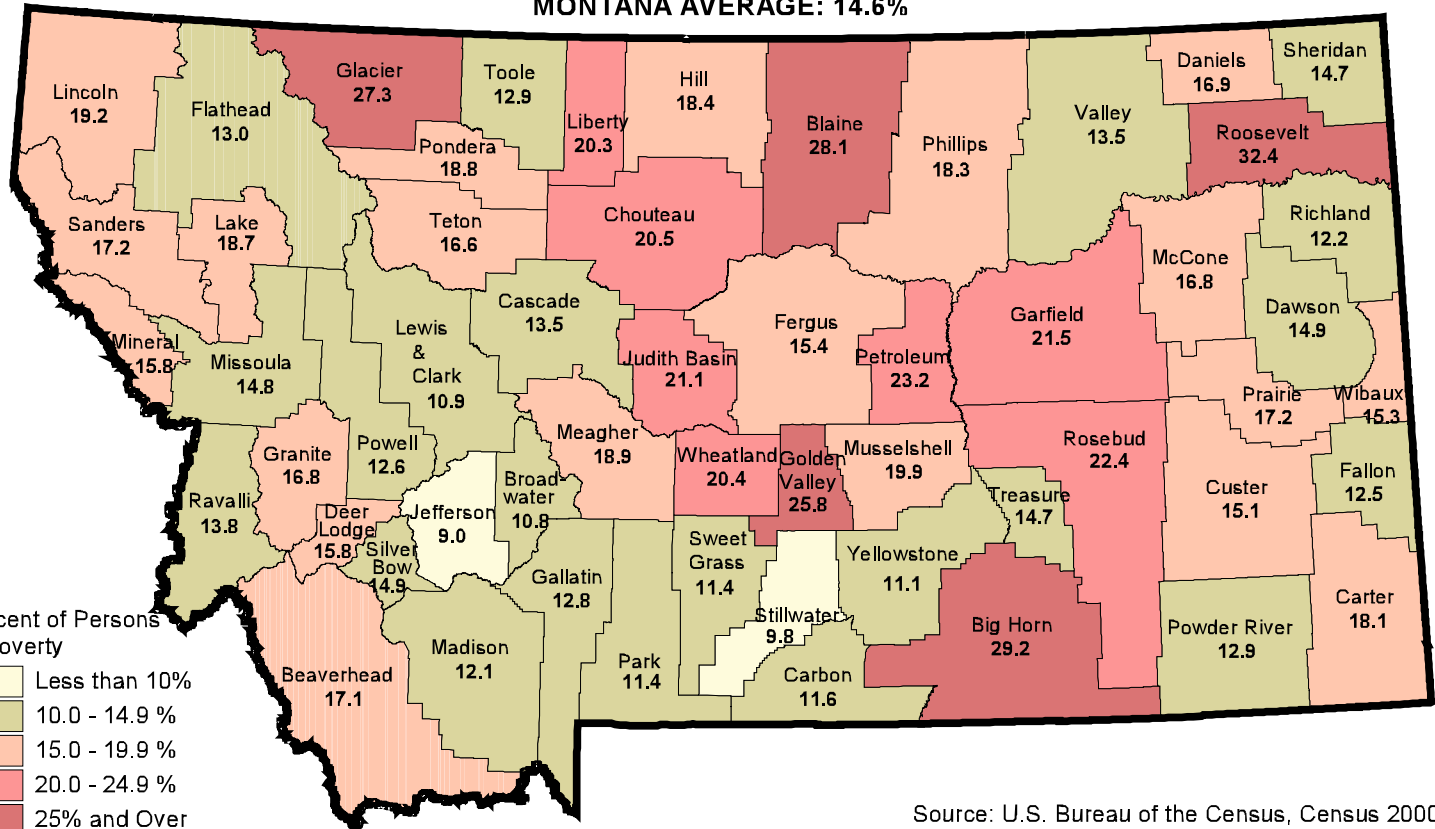 MONTANA AVERAGE: 14.6%
Lincoln
19.2
Flathead
13.0
Glacier
27.3
Toole
12.9
Liberty
20.3
Hill
18.4
Blaine
28.1
Phillips
18.3
Valley
13.5
Daniels
16.9
Sheridan
14.7
Roosevelt
32.4
Pondera
18.8
Sanders
17.2
Lake
18.7
Teton
16.6
Chouteau
20.5
McCone
16.8
Richland
12.2
Mineral
15.8
Missoula
14.8
Lewis
&
Clark
10.9
Cascade
13.5
Judith Basin
21.1
Fergus
15.4
Petroleum
23.2
Garfield
21.5
Dawson
14.9
Prairie
17.2
Wibaux
15.3
Ravalli
13.8
Granite
16.8
Powell
12.6
Deer
Lodge
15.8
Silver
Bow
14.9
Jefferson
9.0
Broad
water
10.8
Meagher
18.9
Wheatland
20.4
Golden
Valley
25.8
Musselshell
19.9
Rosebud
22.4
Treasure
14.7
Custer
15.1
Fallon
12.5
Beaverhead
17.1
Madison
12.1
Gallatin
12.8
Park
11.4
Sweet
Grass
11.4
Stillwater
9.8
Carbon
11.6
Yellowstone
11.1
Big Horn
29.2
Powder River
12.9
Carter
18.1
cent of Persons
overty
Less than 10%
10.0 - 14.9 %
15.0 - 19.9 %
20.0 - 24.9 %
25% and Over
Source: U.S. Bureau of the Census, Census 2000